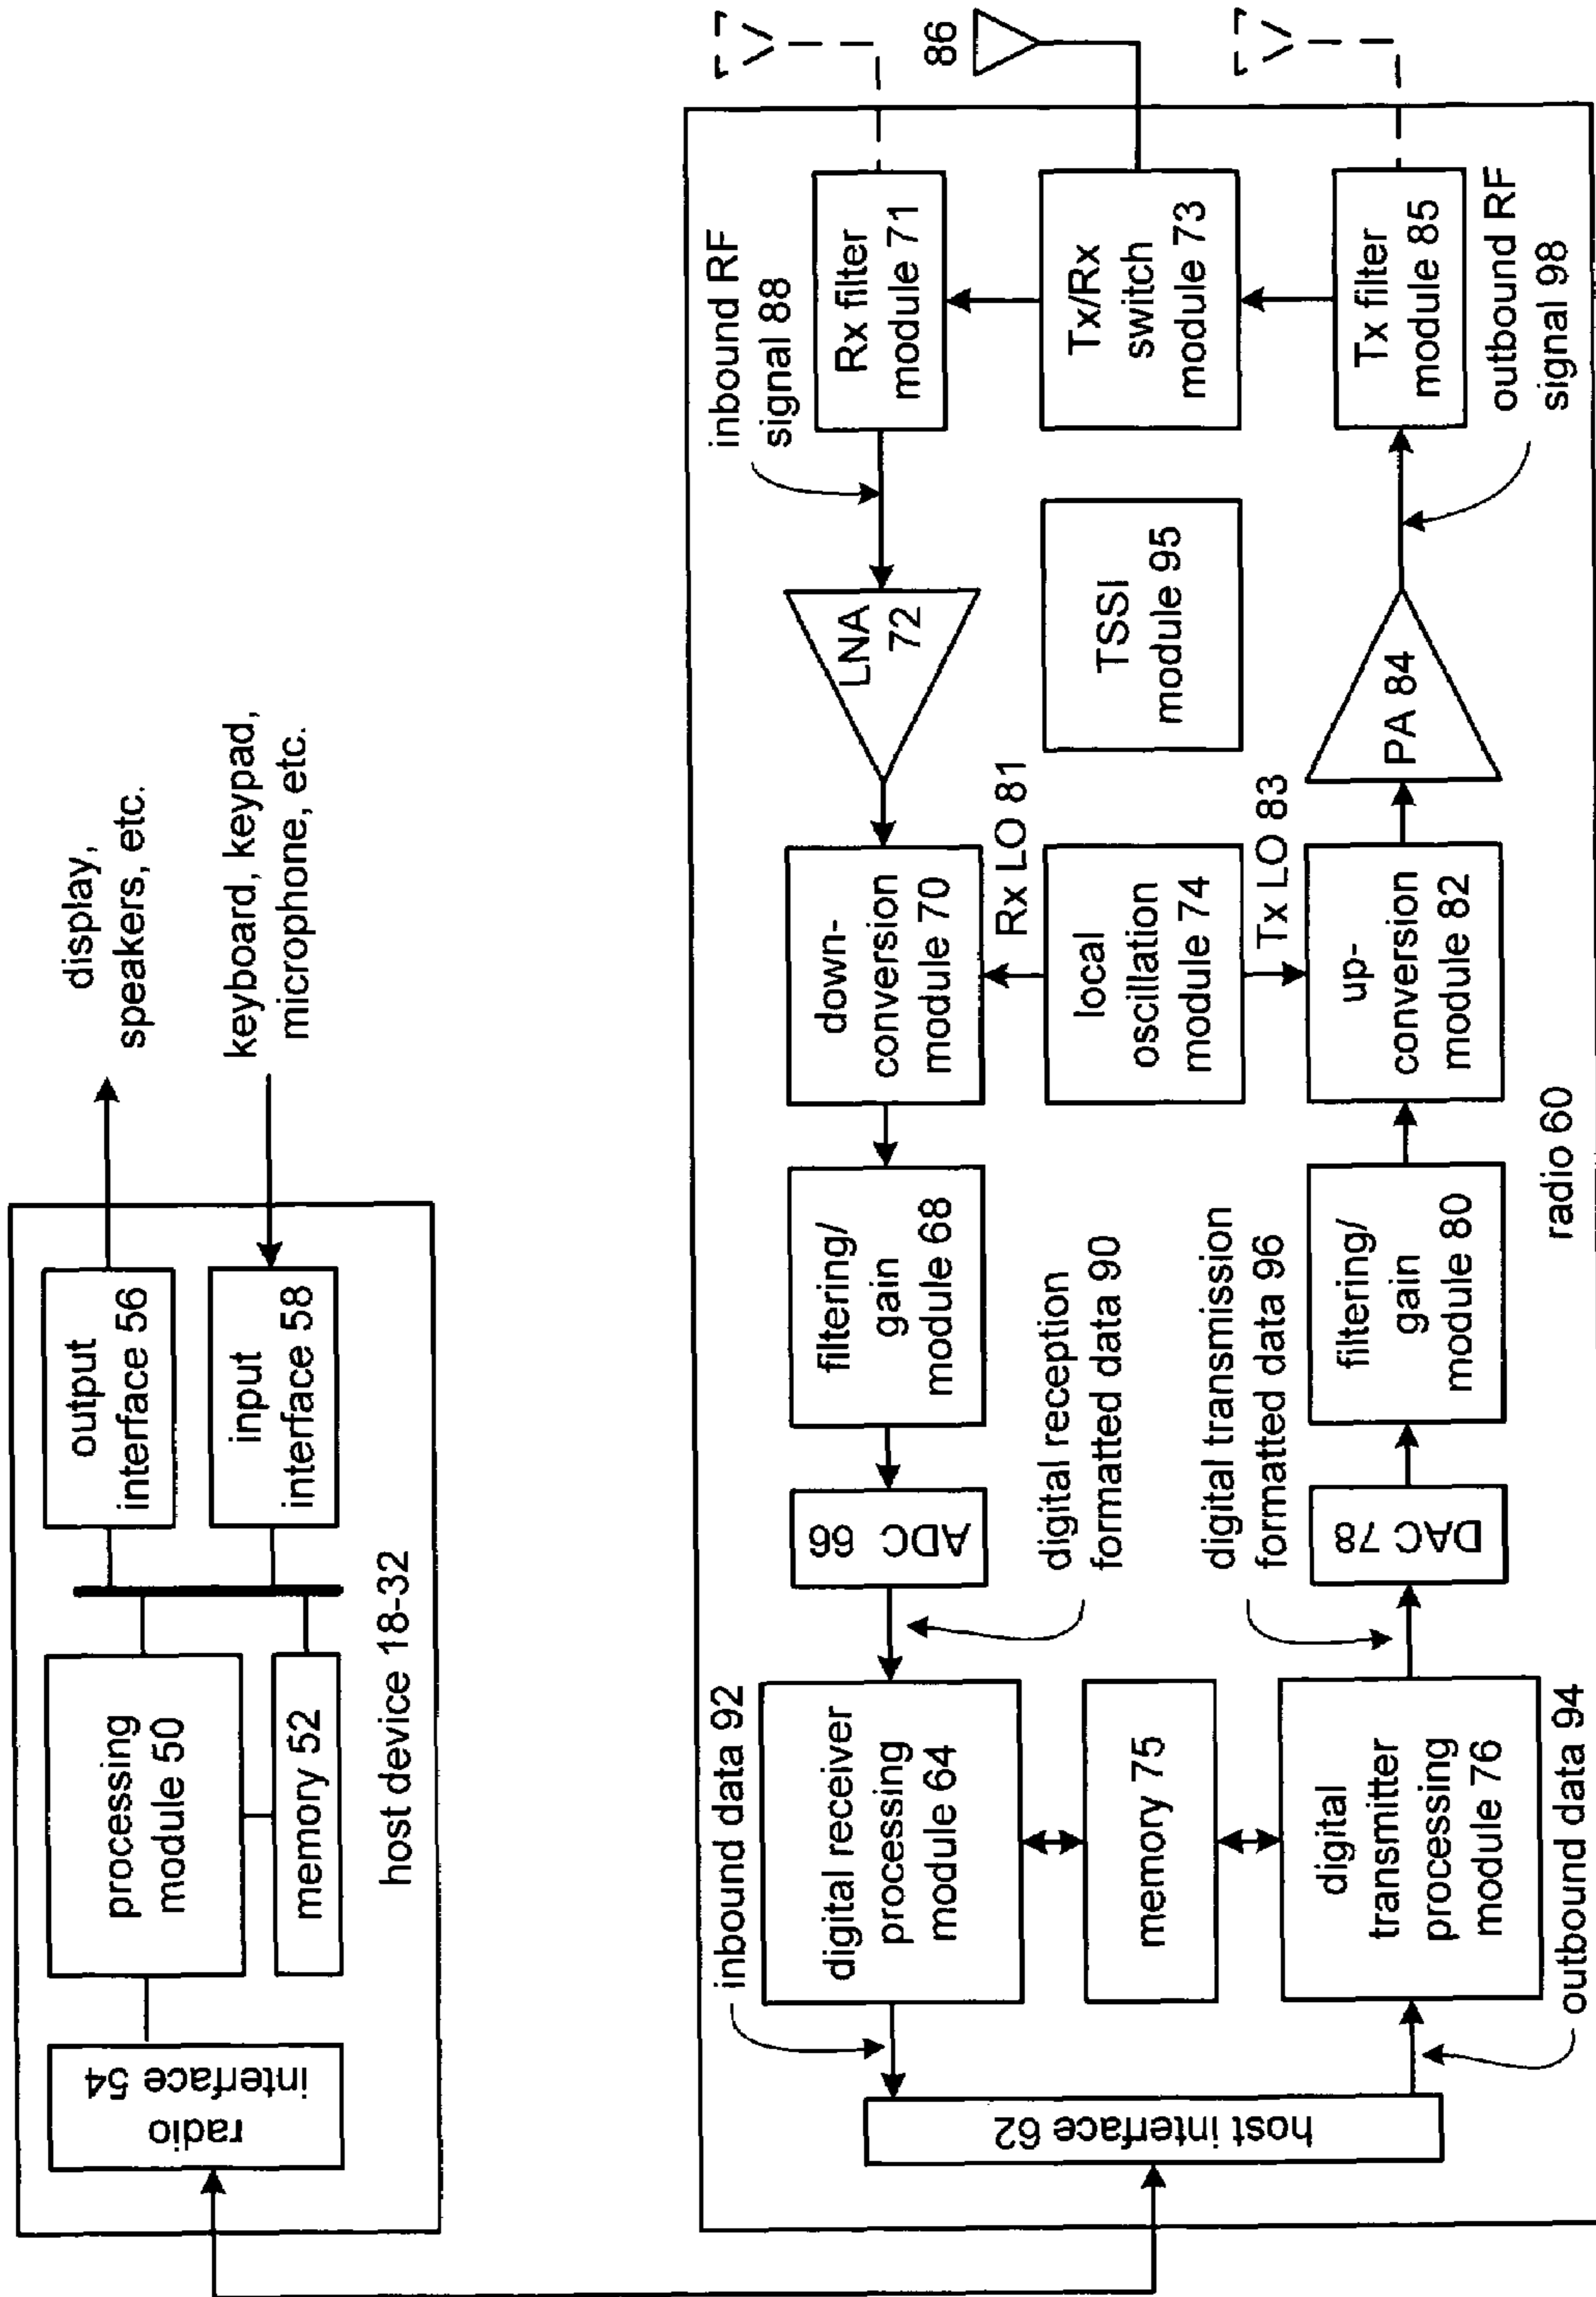 radio
interface 54
processing
module 50
memory 52
output
interface 56
input
interface 58
display,
speakers, etc.
keyboard, keypad,
microphone, etc.
host device 18-32
host interface 62
inbound data 92
digital receiver
processing
module 64
memory 75
digital
transmitter
processing
module 76
outbound data 94
ADC 66
digital reception
formatted data 90
digital transmission
formatted data 96
DAC 78
filtering/
gain
module 68
filtering/
gain
module 80
down-
conversion
module 70
Rx LO 81
local
oscillation
module 74
Tx LO 83
up-
conversion
module 82
radio 60
LNA
72
TSSI
module 95
PA 84
inbound RF
signal 88
Rx filter
module 71
Tx/Rx
switch
module 73
Tx filter
module 85
outbound RF
signal 98
86